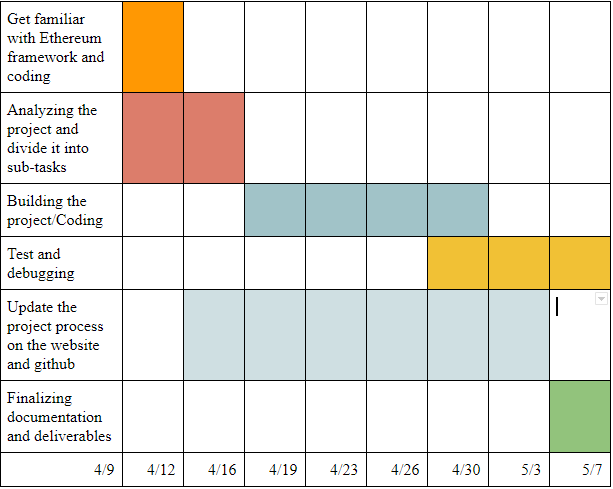 Get familiar
with Ethereum
framework and
coding
Analyzing the
project and
divide it into
sub-tasks
Building the
project/Coding
Test and
debugging
Update the
project process
on the website
and github
Finalizing
documentation
and deliverables
4/9 4/12 4/16 4/19 4/23 4/26 4/30 5/3 5/7